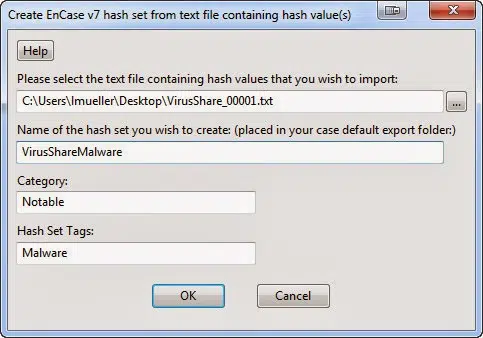 Create EnCase v7 hash set from text file containing hash value(s)
Help
Please select the text file containing hash values that you wish to import:
C:\Users\lmueller\Desktop\VirusShare_00001.txt
...
Name of the hash set you wish to create: (placed in your case default export folder:)
VirusShareMalware
Category:
Notable
Hash Set Tags:
Malware
OK Cancel